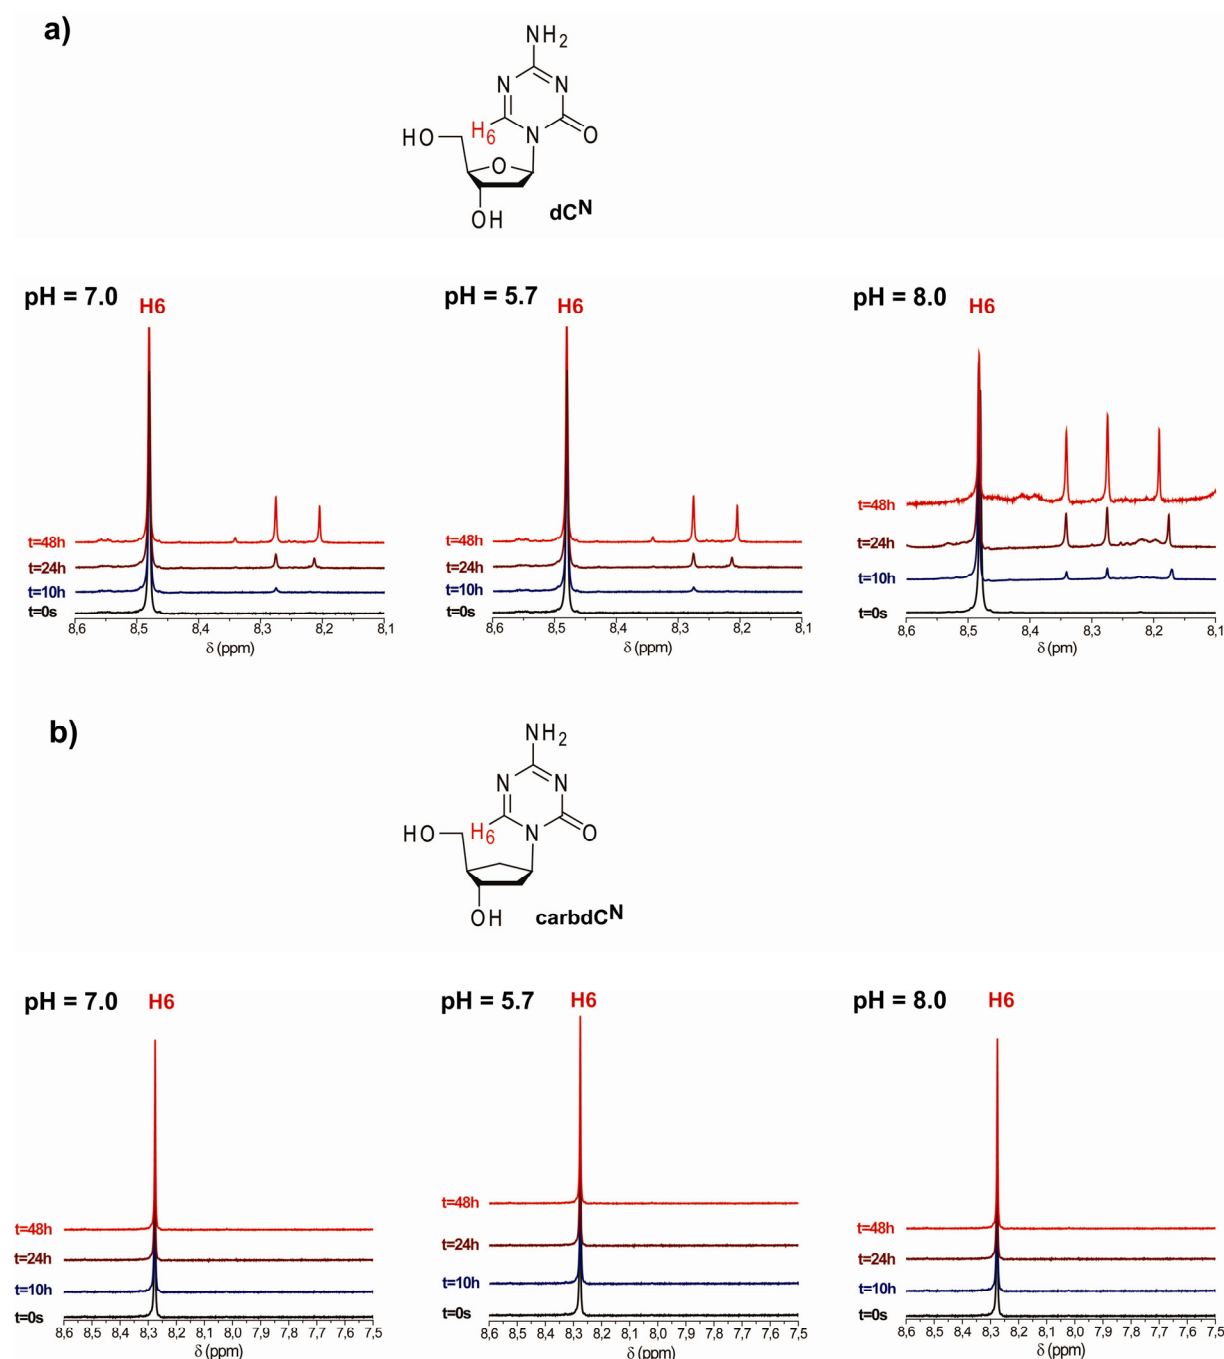 a)
NH2
N N
H6 N O
HO
O
OH
dCN
pH = 7.0
H6
t=48h
t=24h
t=10h
t=0s
8,6 8,5 8,4 8,3 8,2 8,1
δ (ppm)
pH = 5.7
H6
t=48h
t=24h
t=10h
t=0s
8,6 8,5 8,4 8,3 8,2 8,1
δ (ppm)
pH = 8.0
H6
t=48h
t=24h
t=10h
t=0s
8,6 8,5 8,4 8,3 8,2 8,1
δ (pm)
b)
NH2
N N
H6 N O
HO
OH
carbdCN
pH = 7.0
H6
t=48h
t=24h
t=10h
t=0s
8,6 8,5 8,4 8,3 8,2 8,1 8,0 7,9 7,8 7,7 7,6 7,5
δ (ppm)
pH = 5.7
H6
t=48h
t=24h
t=10h
t=0s
8,6 8,5 8,4 8,3 8,2 8,1 8,0 7,9 7,8 7,7 7,6 7,5
δ (ppm)
pH = 8.0
H6
t=48h
t=24h
t=10h
t=0s
8,6 8,5 8,4 8,3 8,2 8,1 8,0 7,9 7,8 7,7 7,6 7,5
δ (ppm)